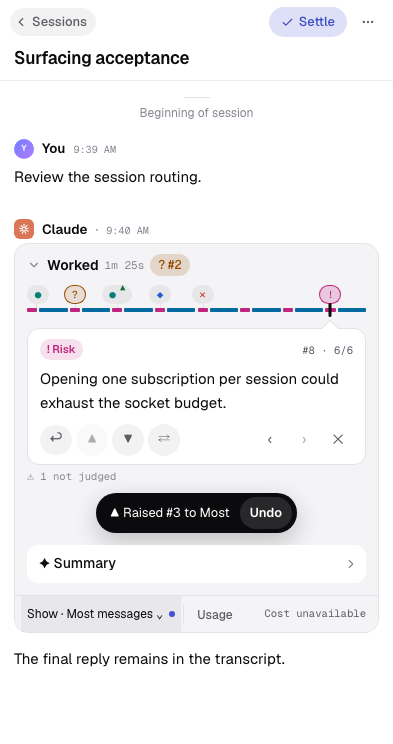 Sessions
Settle
Surfacing acceptance
Beginning of session
Y You 9:39 AM
Review the session routing.
Claude · 9:40 AM
Worked 1m 25s ? #2
?
!
! Risk
#8 · 6/6
Opening one subscription per session could
exhaust the socket budget.
⚠ 1 not judged
▲ Raised #3 to Most Undo
✦ Summary
Show · Most messages
Usage
Cost unavailable
The final reply remains in the transcript.